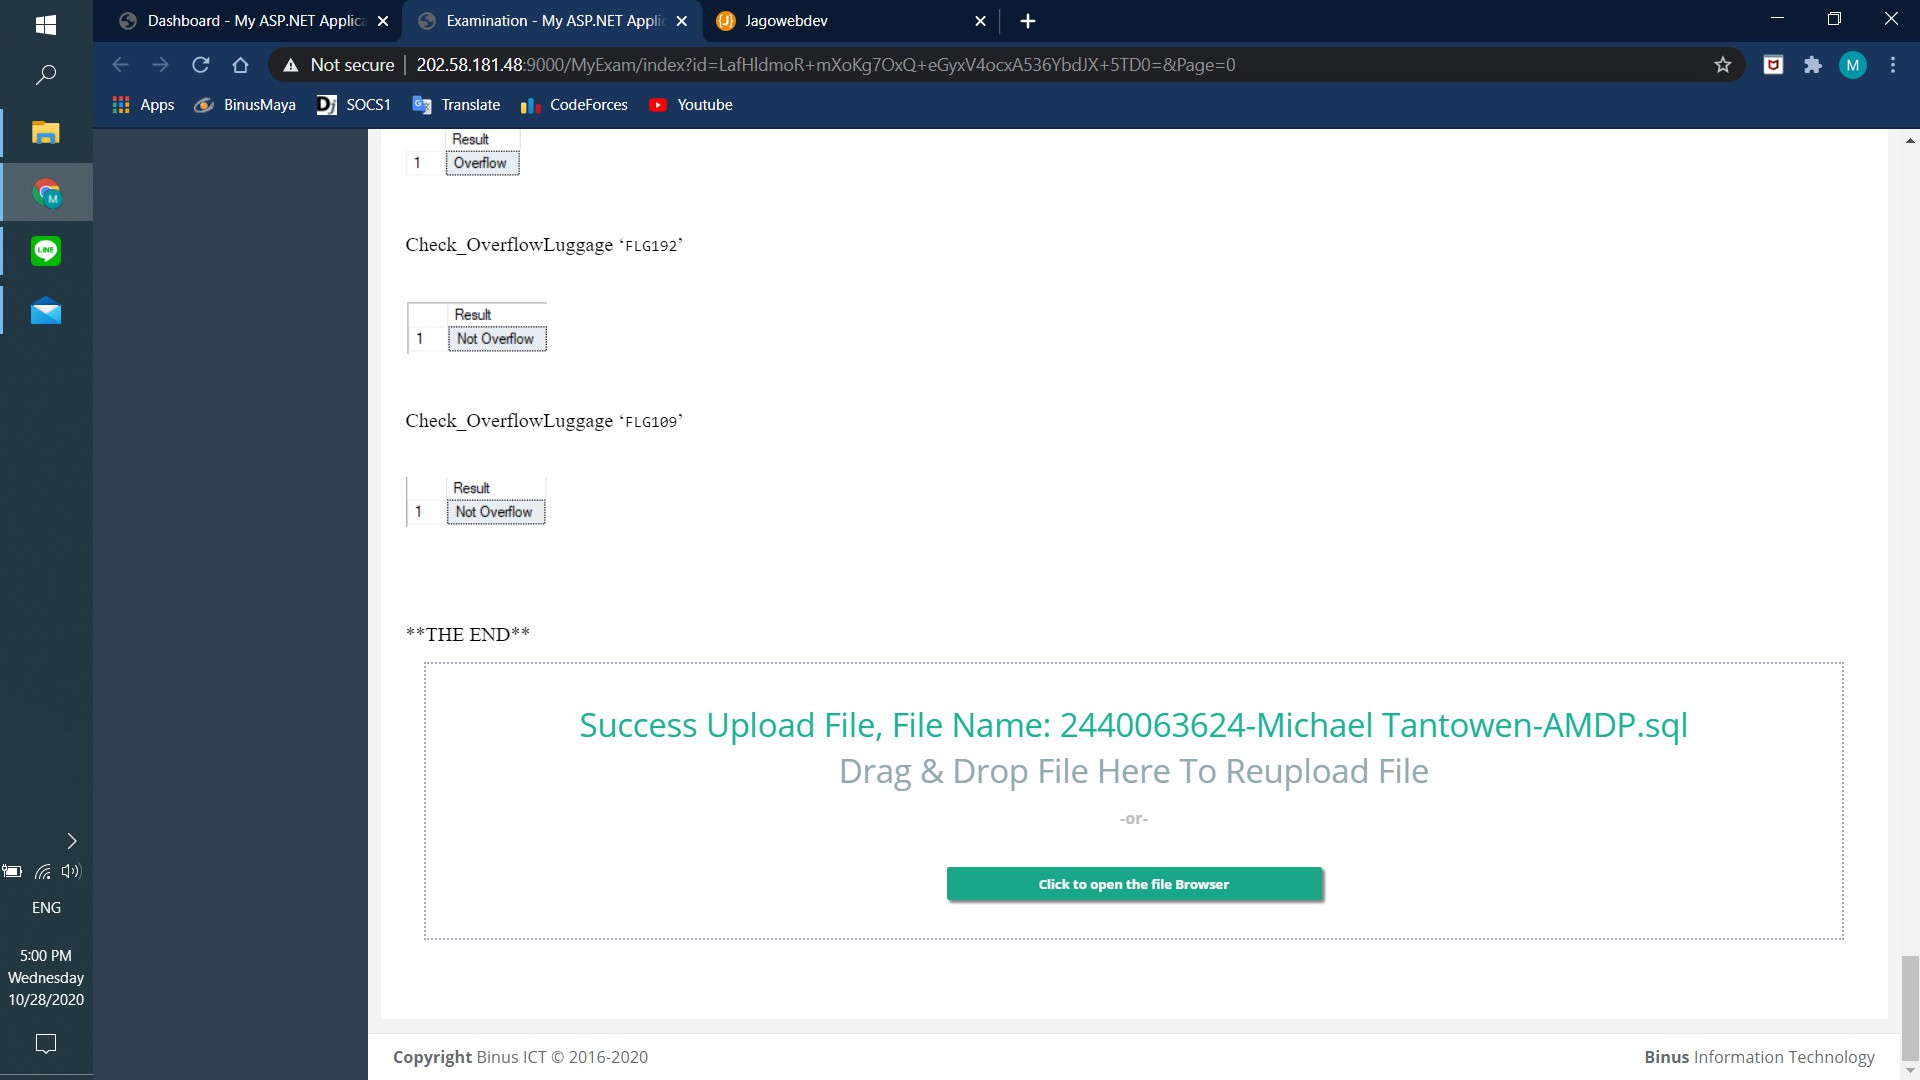 Dashboard - My ASP.NET Applica
Examination - My ASP.NET Applic
Jagowebdev
Not secure
202.58.181.48:9000/MyExam/index?id=LafHldmoR+mXoKg7OxQ+eGyxV4ocxA536YbdJX+5TD0=&Page=0
M
Apps
BinusMaya
SOCS1
Translate
CodeForces
Youtube
Result
1 Overflow
Check_OverflowLuggage ‘FLG192’
Result
1 Not Overflow
Check_OverflowLuggage ‘FLG109’
Result
1 Not Overflow
**THE END**
Success Upload File, File Name: 2440063624-Michael Tantowen-AMDP.sql
Drag & Drop File Here To Reupload File
-or-
Click to open the file Browser
Copyright Binus ICT © 2016-2020
Binus Information Technology
M
LINE
ENG
5:00 PM
Wednesday
10/28/2020